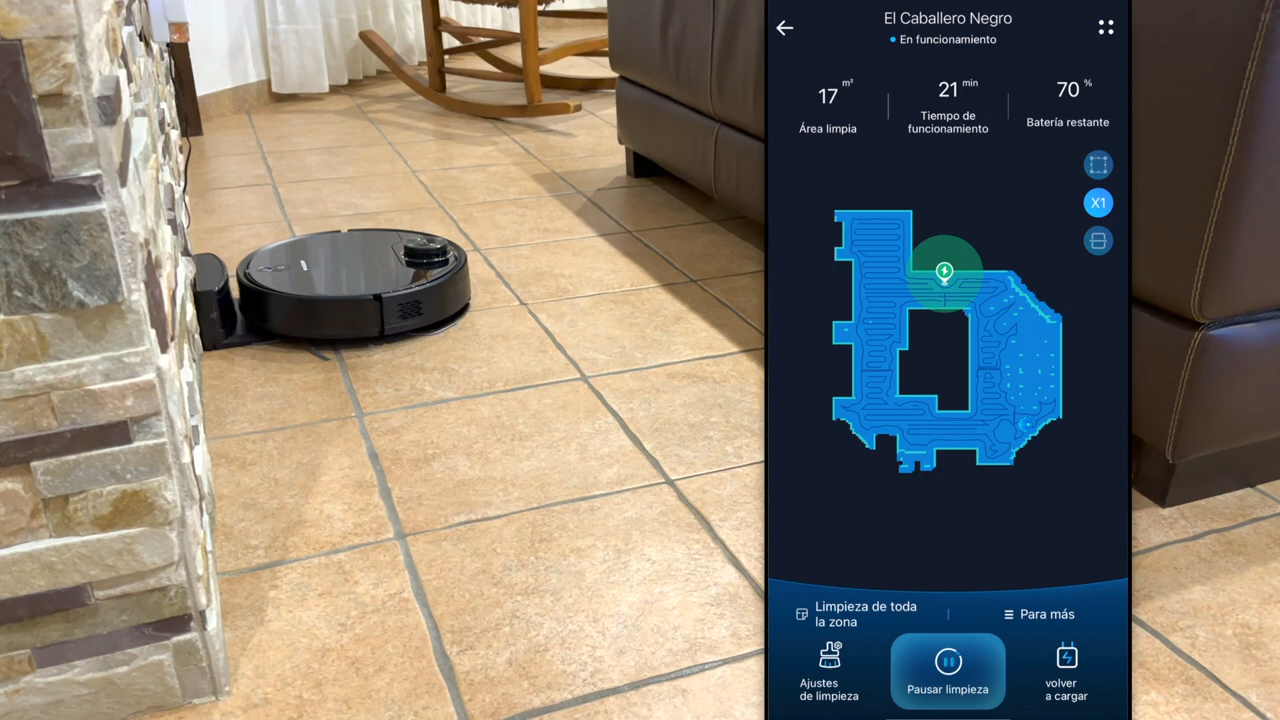 El Caballero Negro
En funcionamiento
17 m²
21 min
70 %
Área limpia
Tiempo de
funcionamiento
Batería restante
X1
Limpieza de toda
la zona
Para más
Ajustes
de limpieza
Pausar limpieza
volver
a cargar